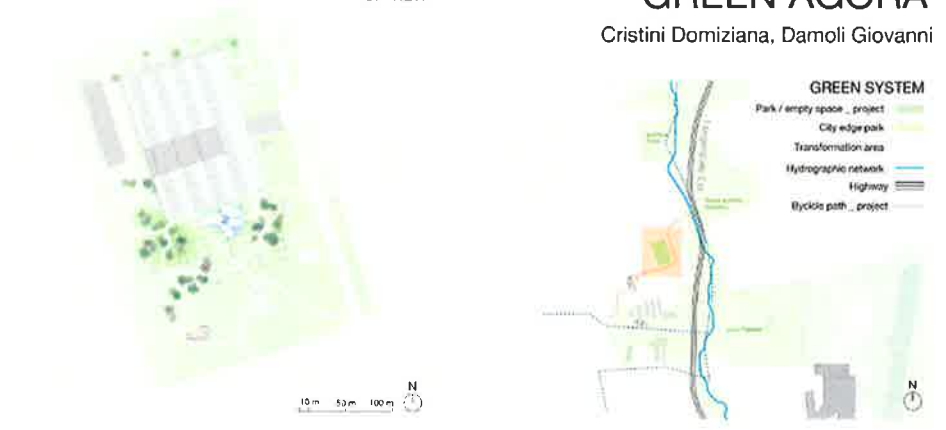 GREEN AGORA
Cristini Domiziana, Damoli Giovanni
GREEN SYSTEM
Park / empty space _ project
City edge park
Transformation area
Hydrographic network
Highway
Bycicle path _ project
10 m 50 m 100 m
N
N